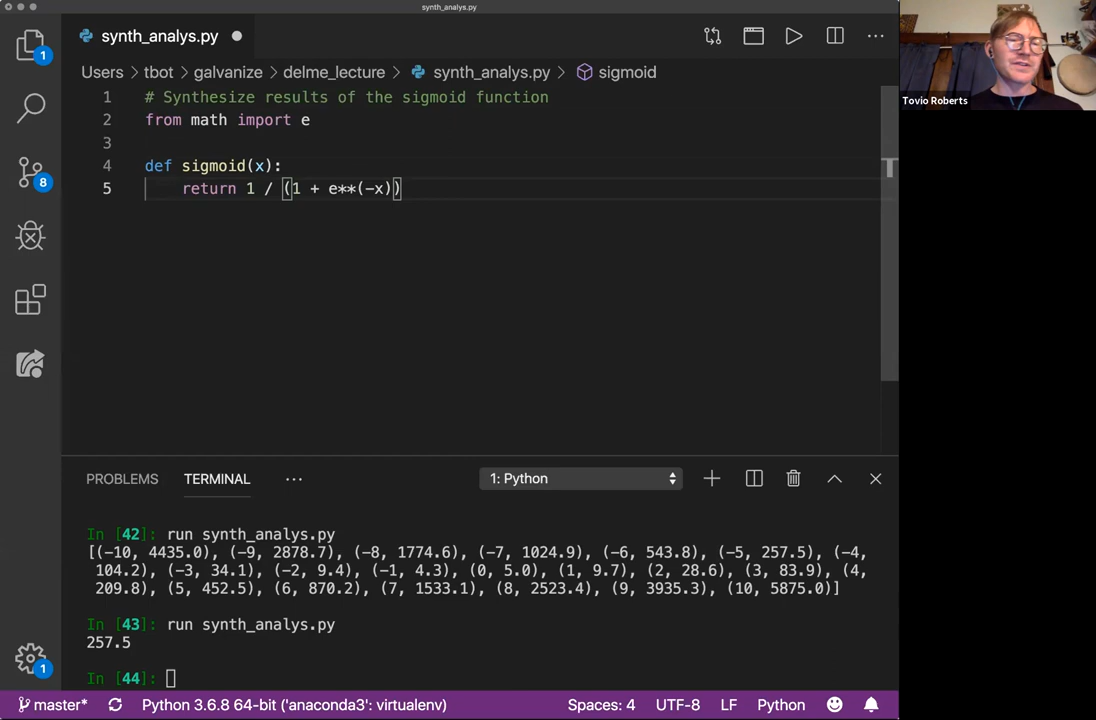 synth_analys.py
synth_analys.py
Users > tbot > galvanize > delme_lecture > synth_analys.py > sigmoid
1 # Synthesize results of the sigmoid function
2 from math import e
3
4 def sigmoid(x):
5 return 1 / (1 + e**(-x))
Tovio Roberts
1
8
1
PROBLEMS TERMINAL ... 1: Python
In [42]: run synth_analys.py
[(-10, 4435.0), (-9, 2878.7), (-8, 1774.6), (-7, 1024.9), (-6, 543.8), (-5, 257.5), (-4,
104.2), (-3, 34.1), (-2, 9.4), (-1, 4.3), (0, 5.0), (1, 9.7), (2, 28.6), (3, 83.9), (4,
209.8), (5, 452.5), (6, 870.2), (7, 1533.1), (8, 2523.4), (9, 3935.3), (10, 5875.0)]
In [43]: run synth_analys.py
257.5
In [44]:
master* Python 3.6.8 64-bit ('anaconda3': virtualenv) Spaces: 4 UTF-8 LF Python